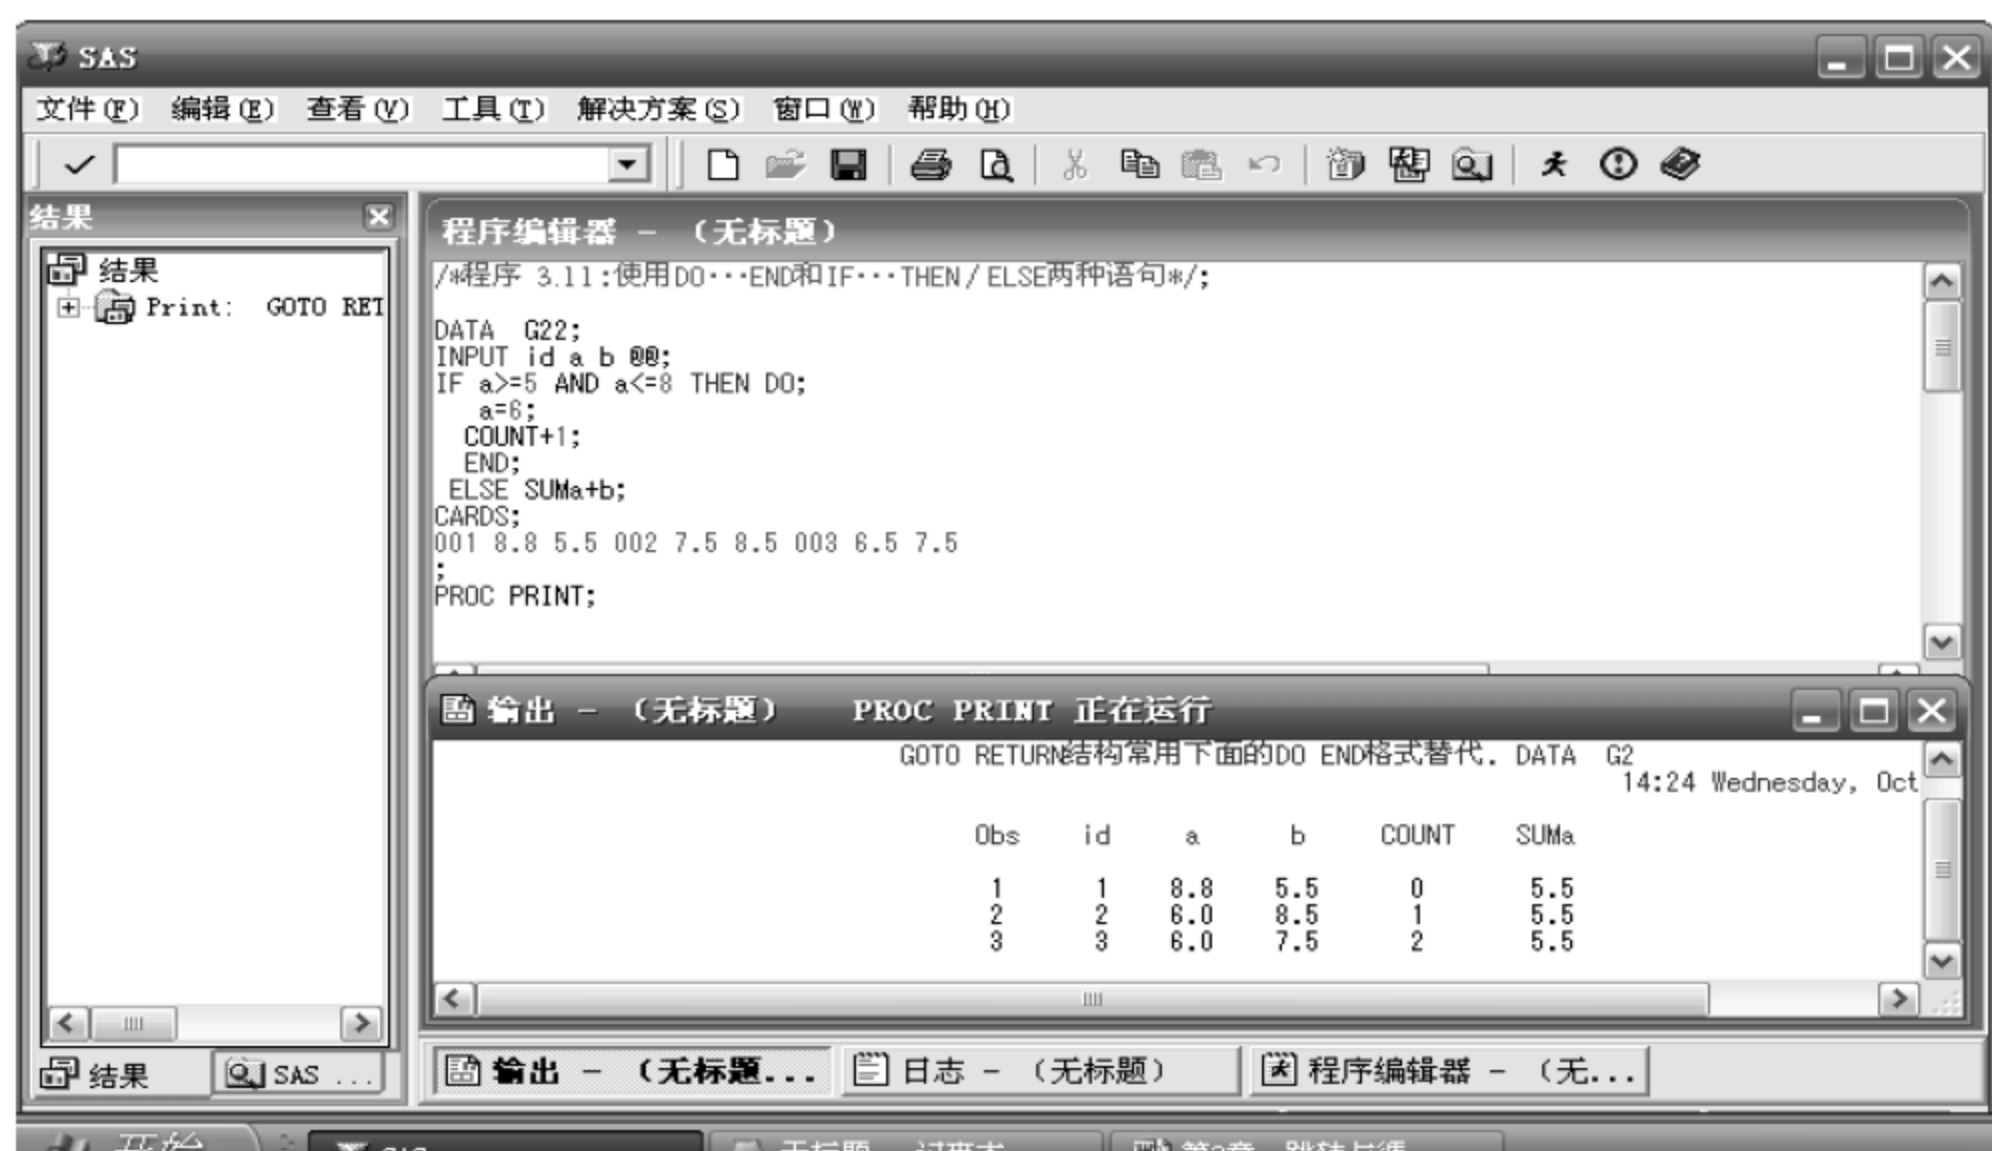 SAS
文件(F) 编辑(E) 查看(V) 工具(T) 解决方案(S) 窗口(W) 帮助(H)
结果
结果
Print: GOTO RET
程序编辑器 - （无标题）
/*程序 3.11:使用DO···END和IF···THEN/ELSE两种语句*/;
DATA G22;
INPUT id a b @@;
IF a>=5 AND a<=8 THEN DO;
a=6;
COUNT+1;
END;
ELSE SUMa+b;
CARDS;
001 8.8 5.5 002 7.5 8.5 003 6.5 7.5
;
PROC PRINT;
输出 - （无标题） PROC PRINT 正在运行
GOTO RETURN结构常用下面的DO END格式替代. DATA G2
14:24 Wednesday, Oct
Obs id a b COUNT SUMa
1 1 8.8 5.5 0 5.5
2 2 6.0 8.5 1 5.5
3 3 6.0 7.5 2 5.5
结果 SAS ...
输出 - （无标题... 日志 - （无标题） 程序编辑器 - （无...
开始